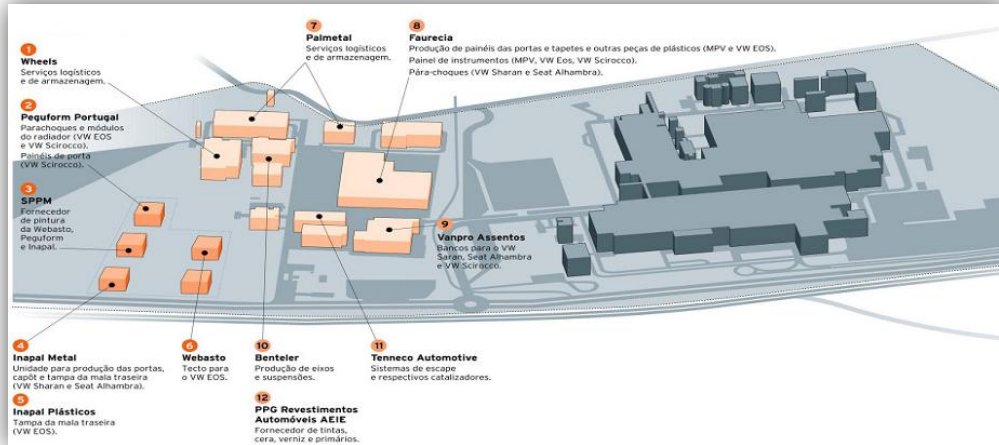 1
Wheels
Serviços logísticos
e de armazenagem.
2
Peguform Portugal
Parachoques e módulos
do radiador (VW EOS
e VW Scirocco).
Painéis de porta
(VW Scirocco).
3
SPPM
Fornecedor
de pintura
da Webasto,
Peguform
e Inapal.
7
Palmetal
Serviços logísticos
e de armazenagem.
8
Faurecia
Produção de painéis das portas e tapetes e outras peças de plásticos (MPV e VW EOS).
Painel de instrumentos (MPV, VW Eos, VW Scirocco).
Pára-choques (VW Sharan e Seat Alhambra).
9
Vanpro Assentos
Bancos para o VW
Saran, Seat Alhambra
e VW Scirocco.
4
Inapal Metal
Unidade para produção das portas,
capôt e tampa da mala traseira
(VW Sharan e Seat Alhambra).
5
Inapal Plásticos
Tampa da mala traseira
(VW EOS).
6
Webasto
Tecto para
o VW EOS.
10
Benteler
Produção de eixos
e suspensões.
11
Tenneco Automotive
Sistemas de escape
e respectivos catalizadores.
12
PPG Revestimentos
Automóveis AEIE
Fornecedor de tintas,
cera, verniz e primários.